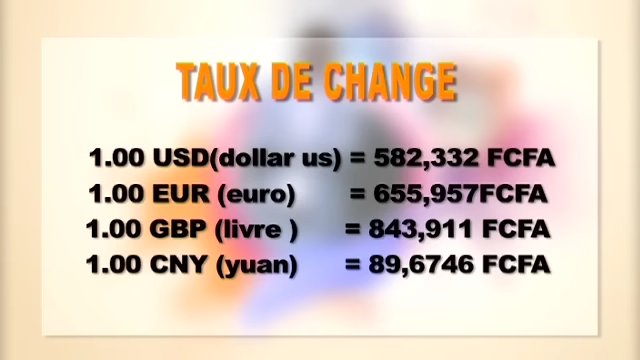 TAUX DE CHANGE
1.00 USD(dollar us) = 582,332 FCFA
1.00 EUR (euro) = 655,957FCFA
1.00 GBP (livre ) = 843,911 FCFA
1.00 CNY (yuan) = 89,6746 FCFA